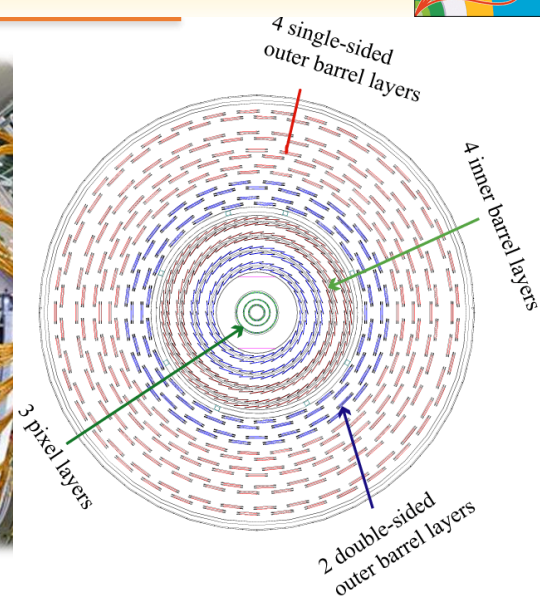 4 single-sided
outer barrel layers
4 inner barrel layers
3 pixel layers
2 double-sided
outer barrel layers